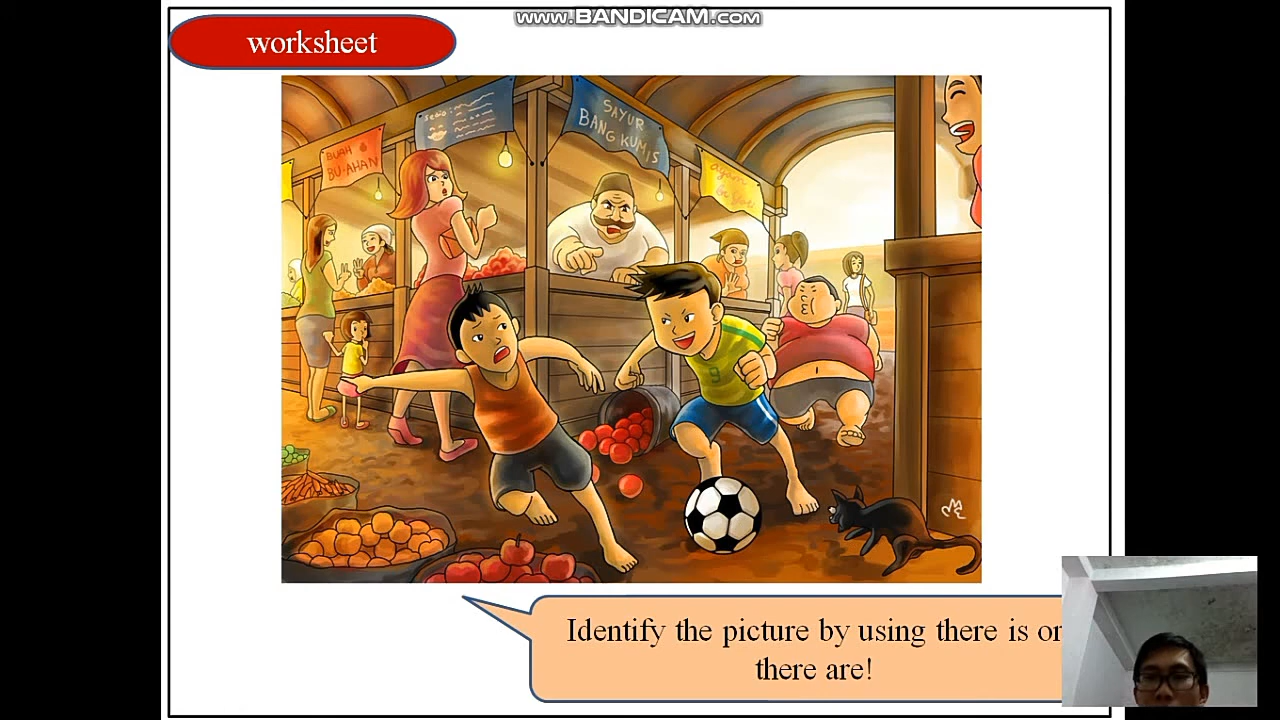 www.BANDICAM.com
worksheet
SAYUR
BANG KUMIS
BUAH
BU-AHAN
9
Identify the picture by using there is or
there are!